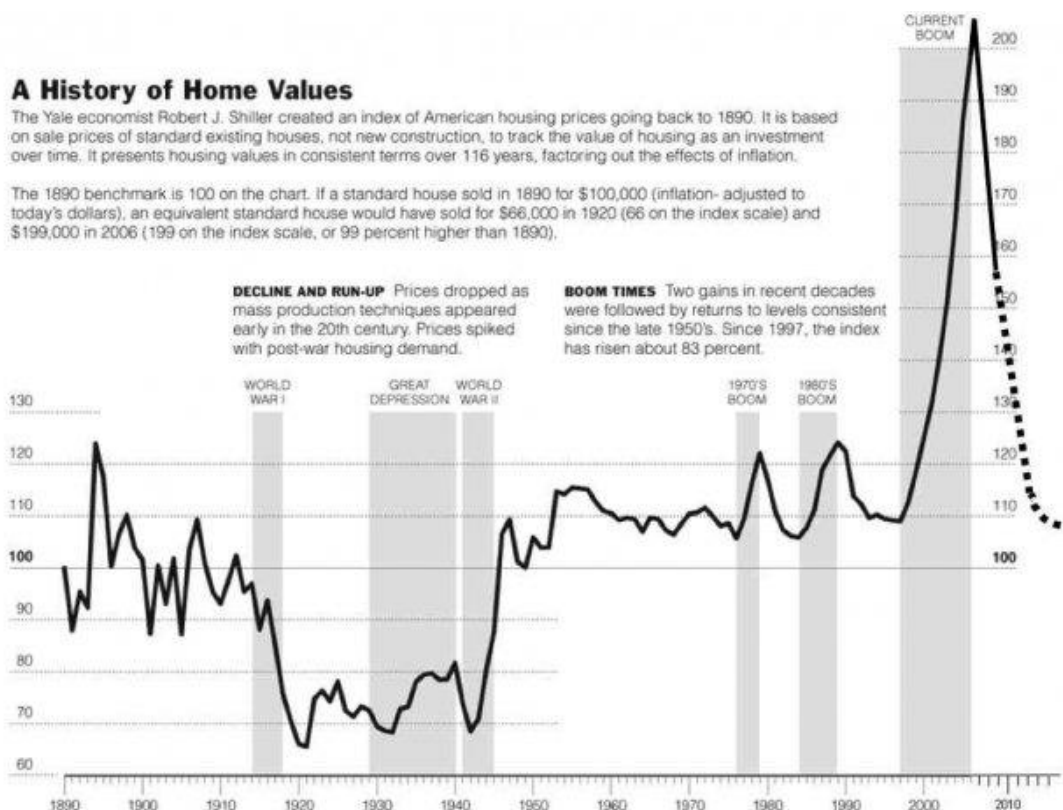 CURRENT
BOOM
A History of Home Values
The Yale economist Robert J. Shiller created an index of American housing prices going back to 1890. It is based
on sale prices of standard existing houses, not new construction, to track the value of housing as an investment
over time. It presents housing values in consistent terms over 116 years, factoring out the effects of inflation.
The 1890 benchmark is 100 on the chart. If a standard house sold in 1890 for $100,000 (inflation- adjusted to
today's dollars), an equivalent standard house would have sold for $66,000 in 1920 (66 on the index scale) and
$199,000 in 2006 (199 on the index scale, or 99 percent higher than 1890).
DECLINE AND RUN-UP Prices dropped as
mass production techniques appeared
early in the 20th century. Prices spiked
with post-war housing demand.
BOOM TIMES Two gains in recent decades
were followed by returns to levels consistent
since the late 1950's. Since 1997, the index
has risen about 83 percent.
WORLD
WAR I
GREAT
DEPRESSION
WORLD
WAR II
1970'S
BOOM
1980'S
BOOM
200
190
180
170
160
150
140
130
120
110
100
130
120
110
100
90
80
70
60
1890 1900 1910 1920 1930 1940 1950 1960 1970 1980 1990 2000 2010